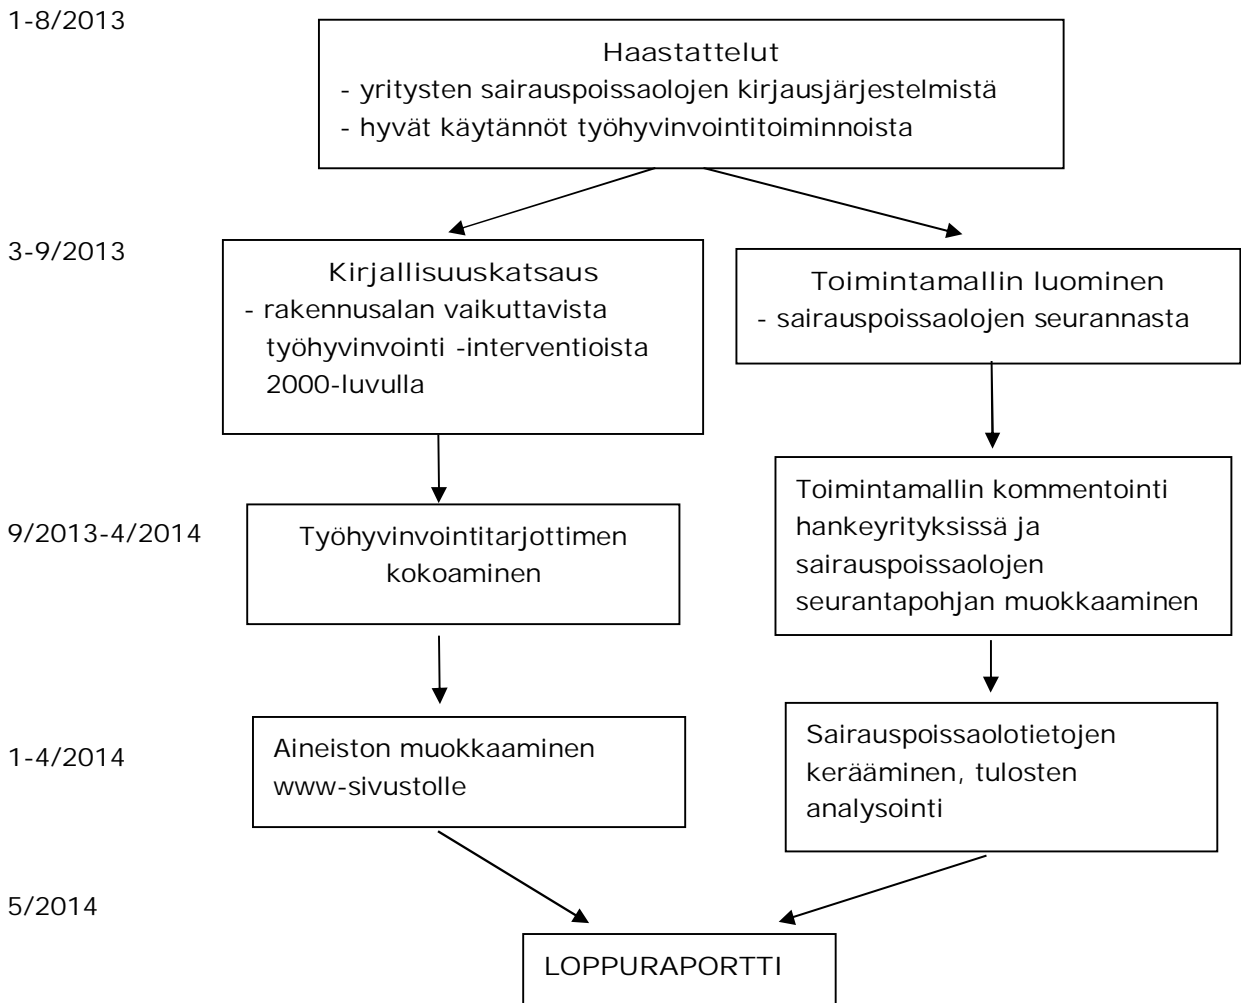 1-8/2013
Haastattelut
- yritysten sairauspoissaolojen kirjausjärjestelmistä
- hyvät käytännöt työhyvinvointitoiminnoista
3-9/2013
Kirjallisuuskatsaus
- rakennusalan vaikuttavista
työhyvinvointi -interventioista
2000-luvulla
Toimintamallin luominen
- sairauspoissaolojen seurannasta
9/2013-4/2014
Työhyvinvointitarjottimen
kokoaminen
Toimintamallin kommentointi
hankeyrityksissä ja
sairauspoissaolojen
seurantapohjan muokkaaminen
1-4/2014
Aineiston muokkaaminen
www-sivustolle
Sairauspoissaolotietojen
kerääminen, tulosten
analysointi
5/2014
LOPPURAPORTTI